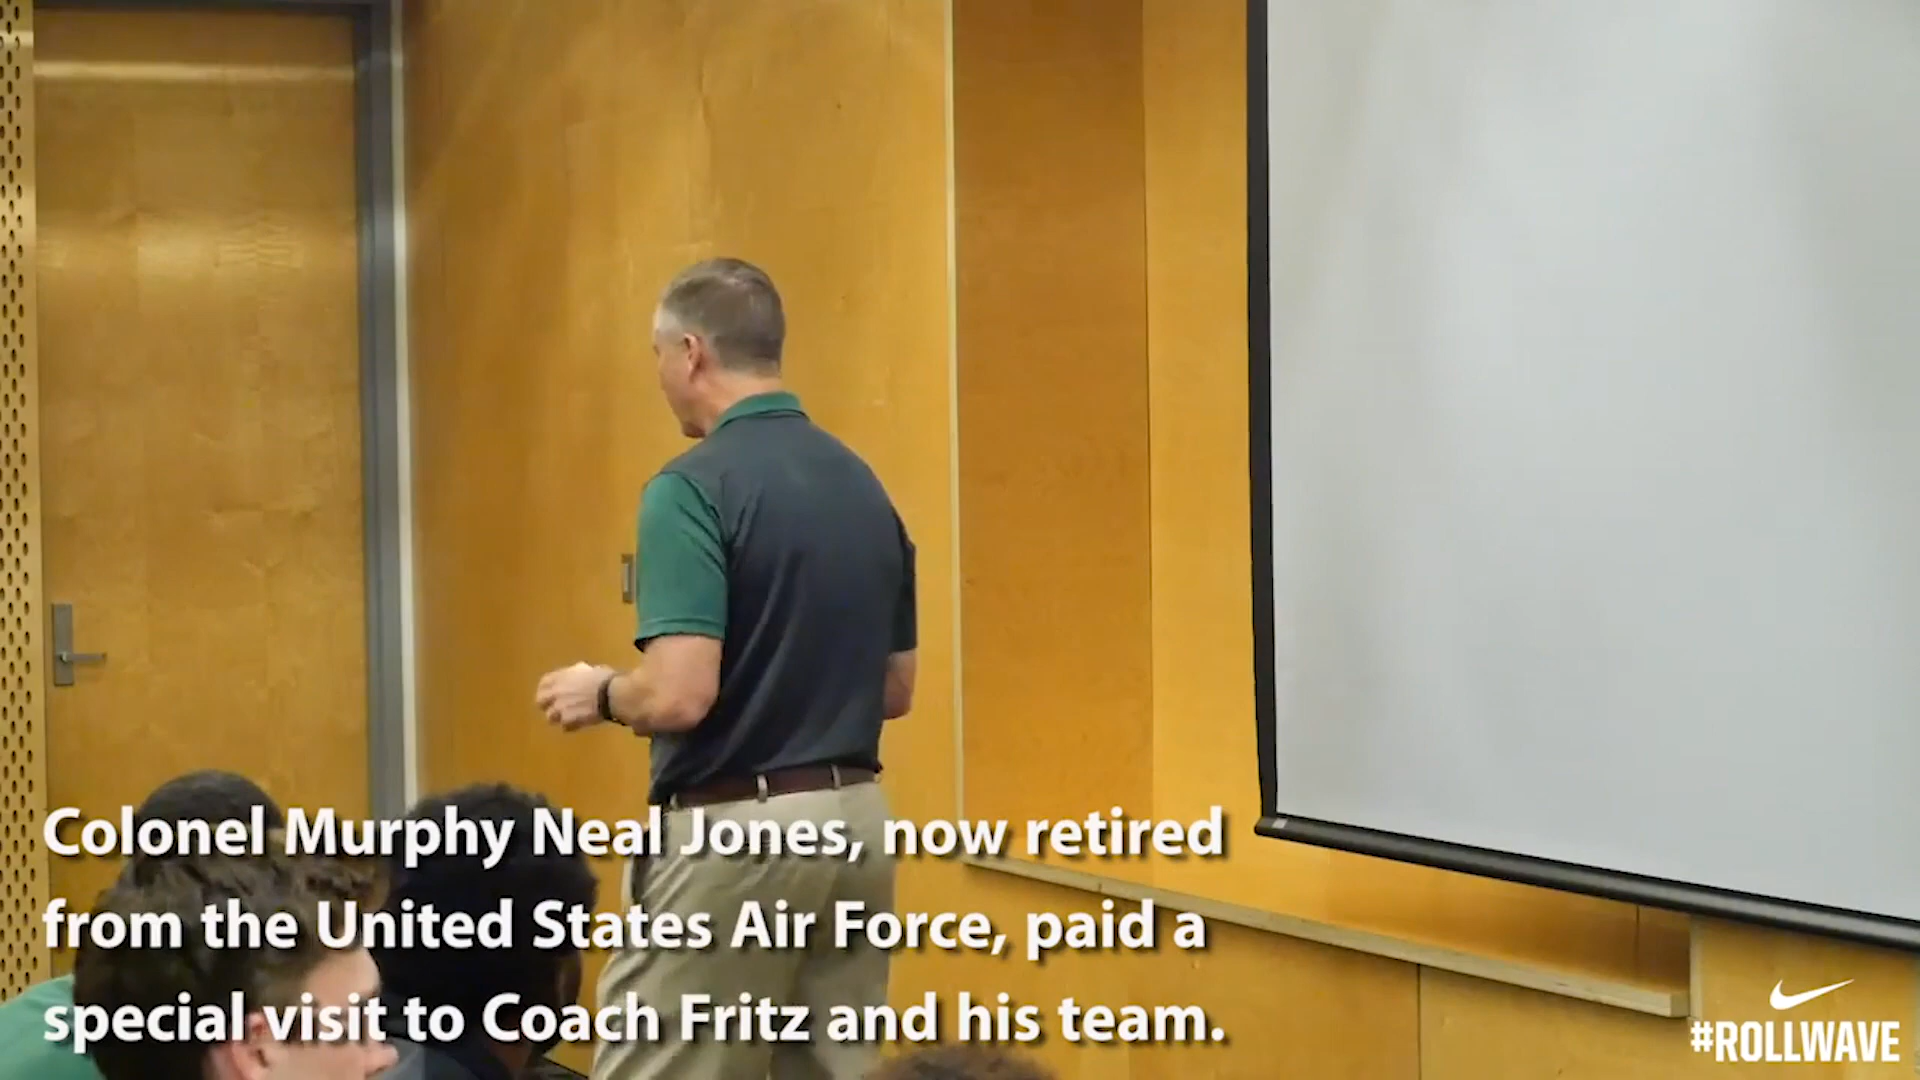 Colonel Murphy Neal Jones, now retired
from the United States Air Force, paid a
special visit to Coach Fritz and his team.
#ROLLWAVE